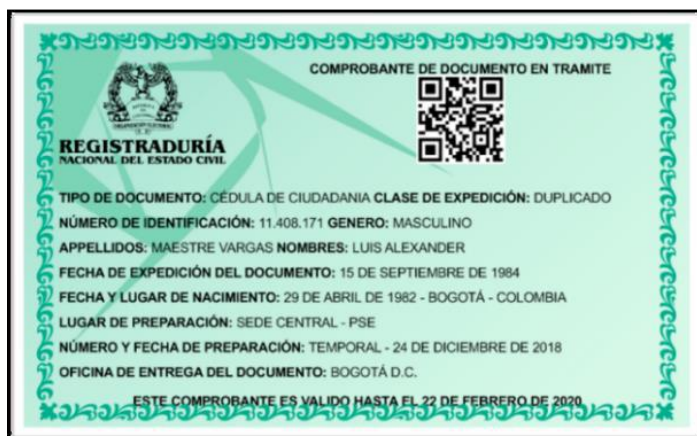 COMPROBANTE DE DOCUMENTO EN TRAMITE
REGISTRADURÍA
NACIONAL DEL ESTADO CIVIL
TIPO DE DOCUMENTO: CÉDULA DE CIUDADANIA CLASE DE EXPEDICIÓN: DUPLICADO
NÚMERO DE IDENTIFICACIÓN: 11.408.171 GENERO: MASCULINO
APPELLIDOS: MAESTRE VARGAS NOMBRES: LUIS ALEXANDER
FECHA DE EXPEDICIÓN DEL DOCUMENTO: 15 DE SEPTIEMBRE DE 1984
FECHA Y LUGAR DE NACIMIENTO: 29 DE ABRIL DE 1982 - BOGOTÁ - COLOMBIA
LUGAR DE PREPARACIÓN: SEDE CENTRAL - PSE
NÚMERO Y FECHA DE PREPARACIÓN: TEMPORAL - 24 DE DICIEMBRE DE 2018
OFICINA DE ENTREGA DEL DOCUMENTO: BOGOTÁ D.C.
ESTE COMPROBANTE ES VALIDO HASTA EL 22 DE FEBRERO DE 2020